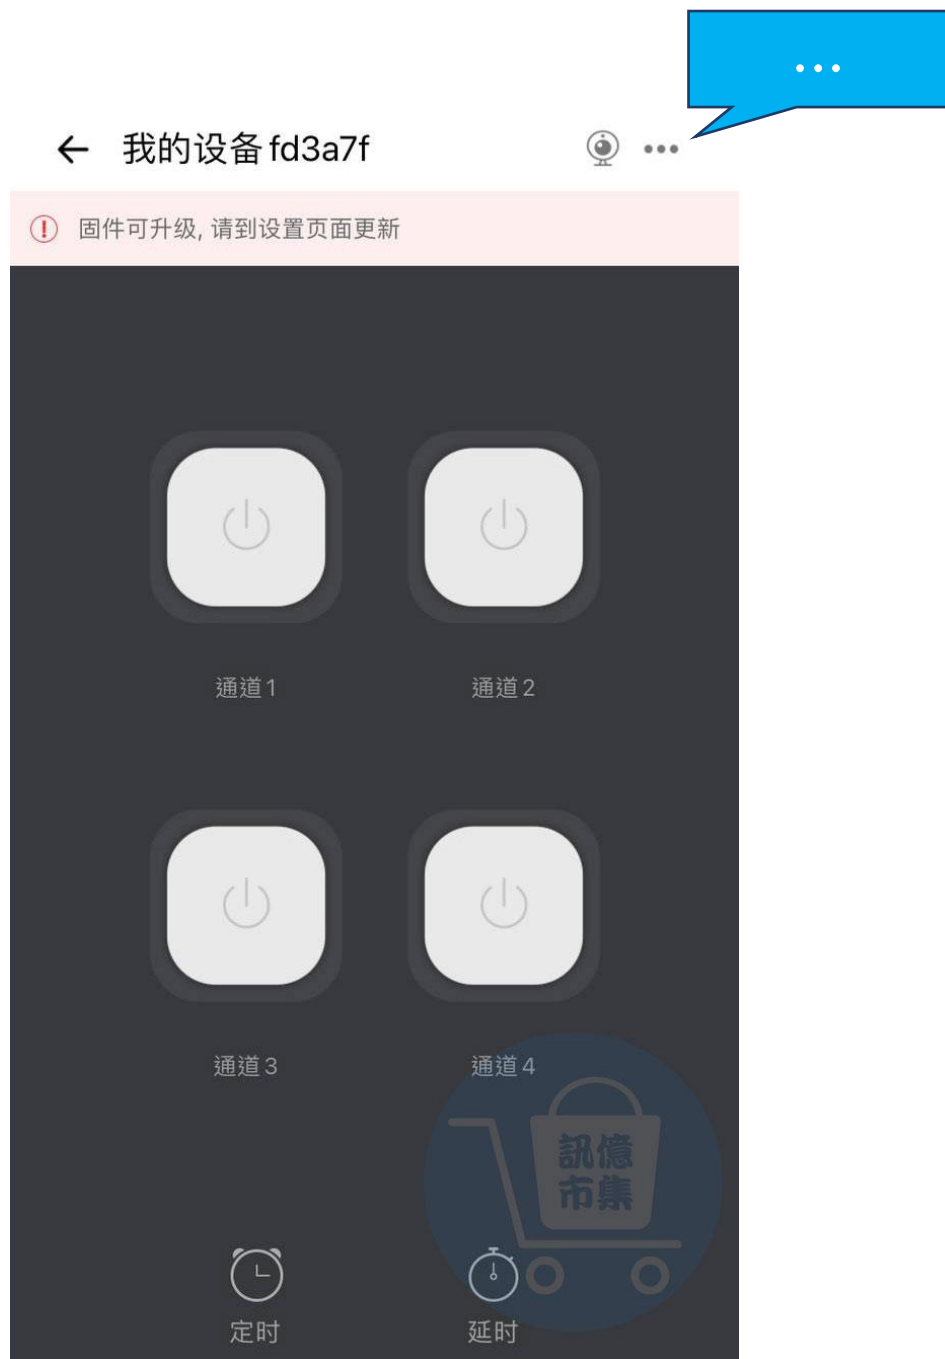 ...
我的设备 fd3a7f
固件可升级, 请到设置页面更新
通道1
通道2
通道3
通道4
訊億
市集
定时
延时